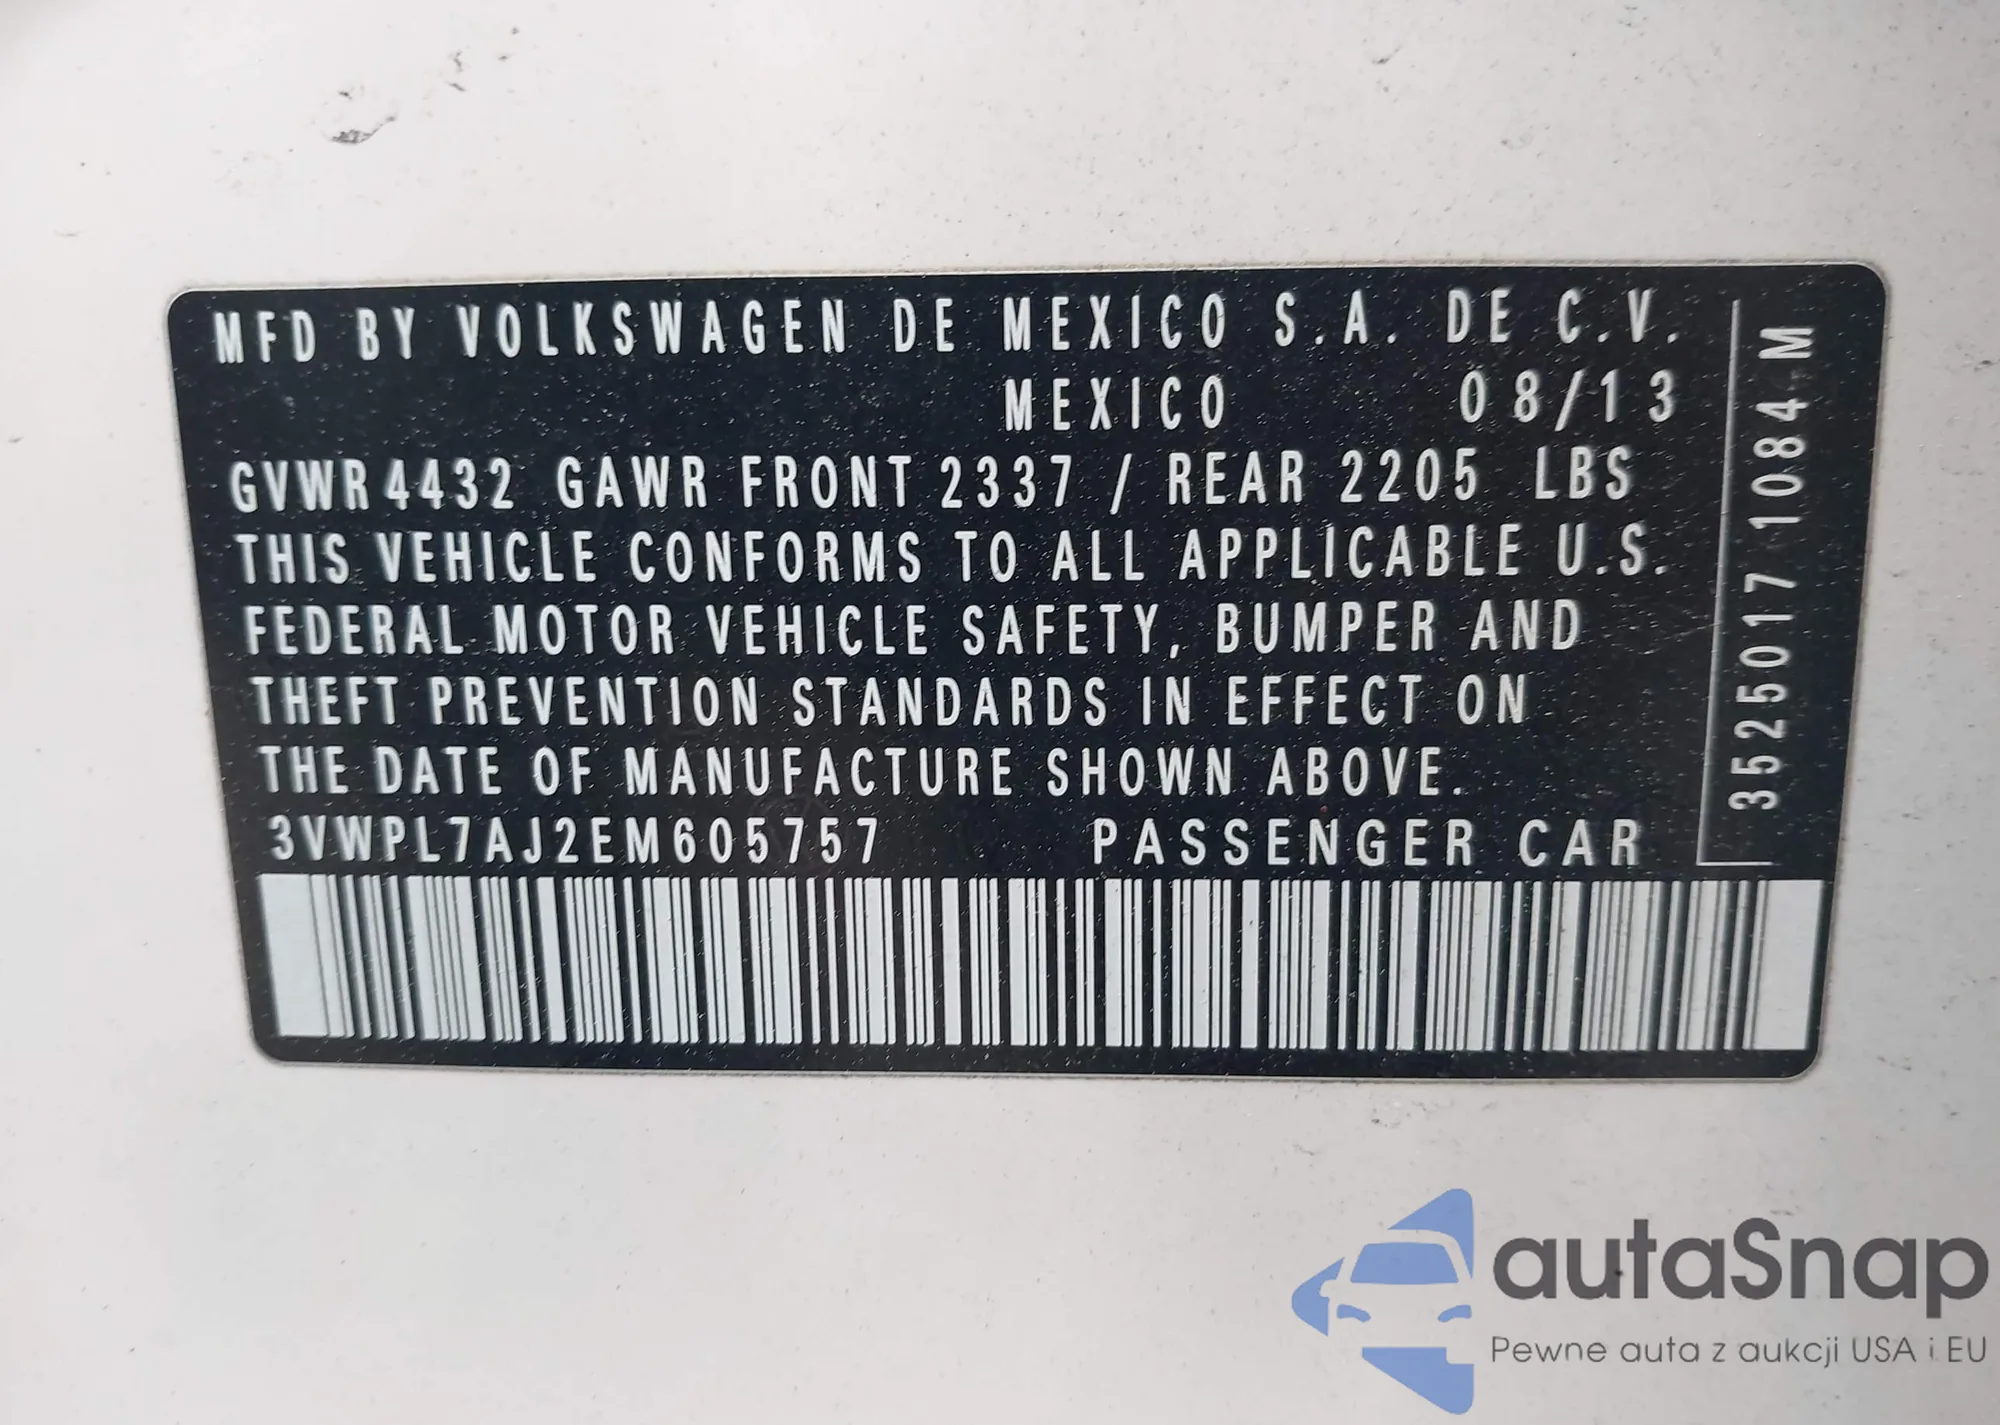 MFD BY VOLKSWAGEN DE MEXICO S.A. DE C.V.
MEXICO 08/13
GVWR 4432 GAWR FRONT 2337 / REAR 2205 LBS
THIS VEHICLE CONFORMS TO ALL APPLICABLE U.S.
FEDERAL MOTOR VEHICLE SAFETY, BUMPER AND
THEFT PREVENTION STANDARDS IN EFFECT ON
THE DATE OF MANUFACTURE SHOWN ABOVE.
3VWPL7AJ2EM605757 PASSENGER CAR
35250171084 M
autaSnap
Pewne auta z aukcji USA i EU